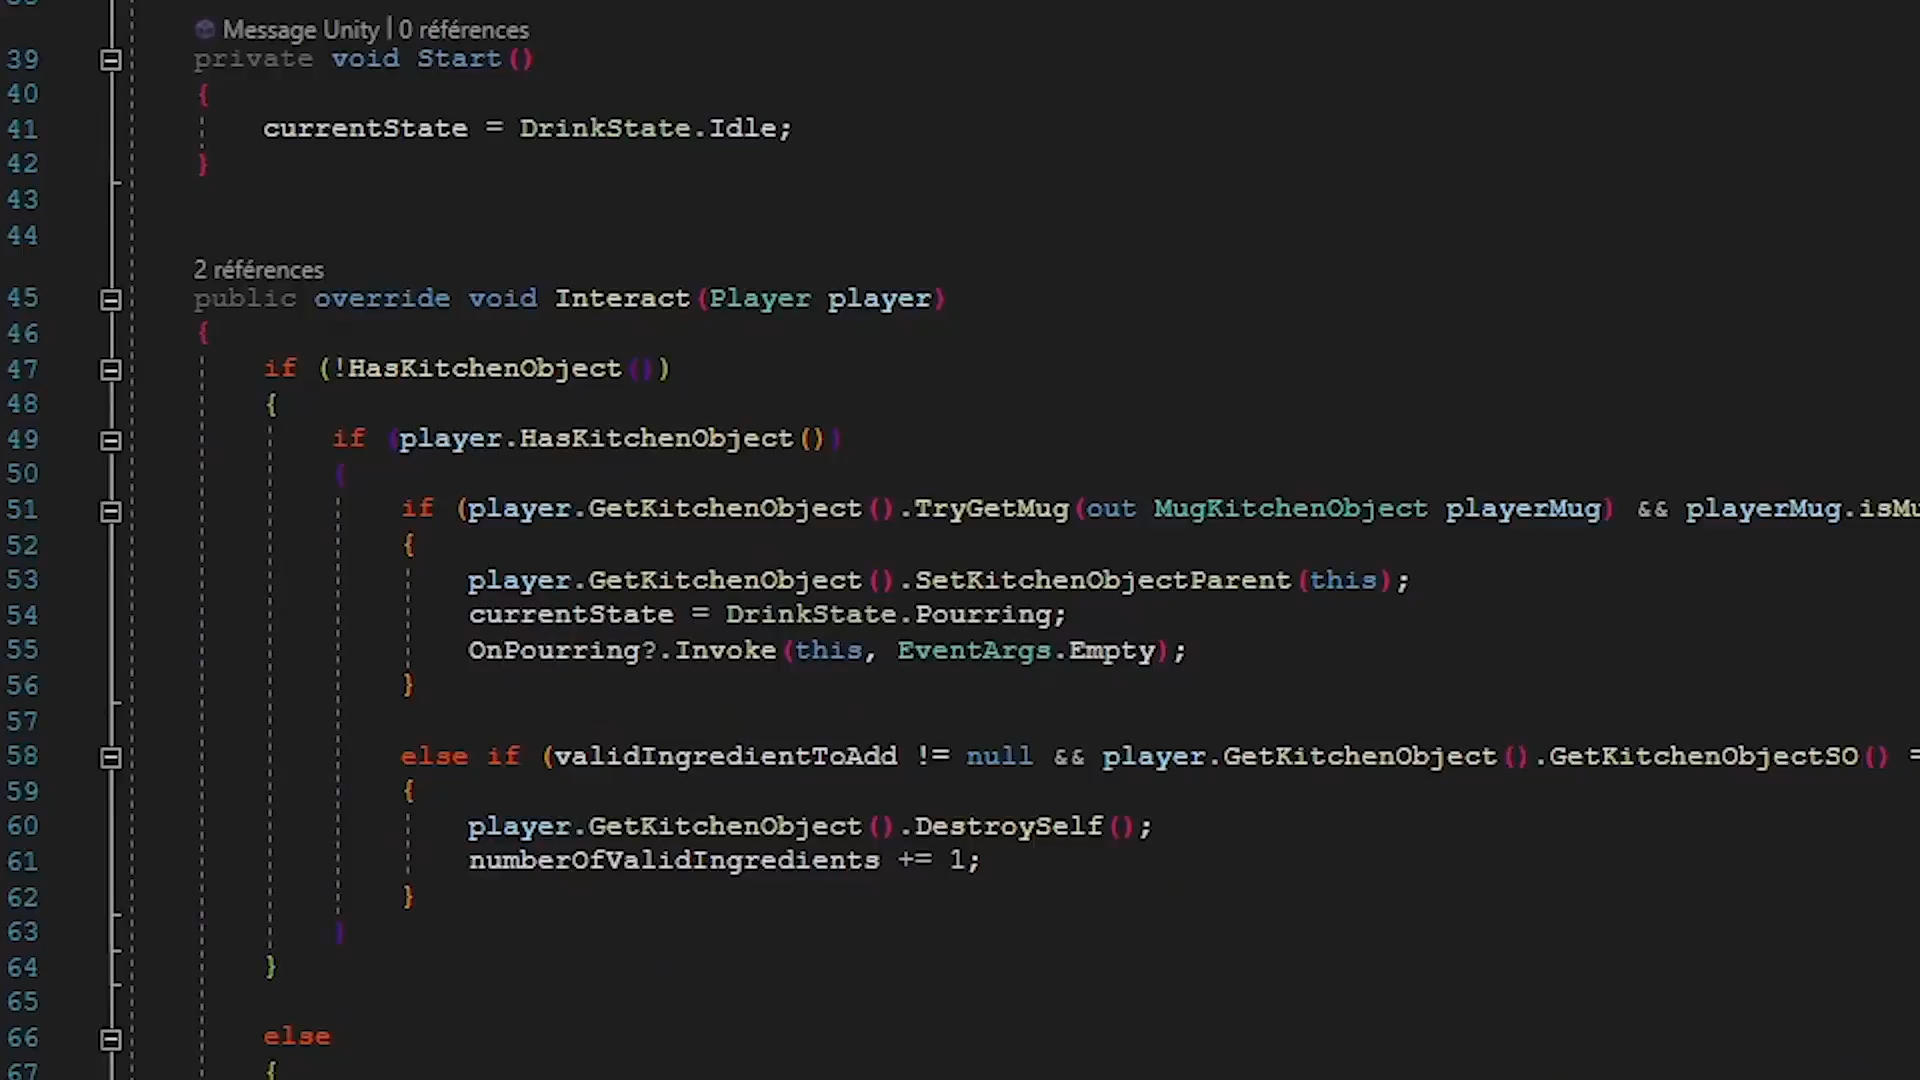 Message Unity | 0 références
39 private void Start()
40 {
41 currentState = DrinkState.Idle;
42 }
43
44
2 références
45 public override void Interact(Player player)
46 {
47 if (!HasKitchenObject())
48 {
49 if (player.HasKitchenObject())
50 {
51 if (player.GetKitchenObject().TryGetMug(out MugKitchenObject playerMug) && playerMug.isMu
52 {
53 player.GetKitchenObject().SetKitchenObjectParent(this);
54 currentState = DrinkState.Pourring;
55 OnPourring?.Invoke(this, EventArgs.Empty);
56 }
57
58 else if (validIngredientToAdd != null && player.GetKitchenObject().GetKitchenObjectSO() =
59 {
60 player.GetKitchenObject().DestroySelf();
61 numberOfValidIngredients += 1;
62 }
63 }
64 }
65
66 else
67 {